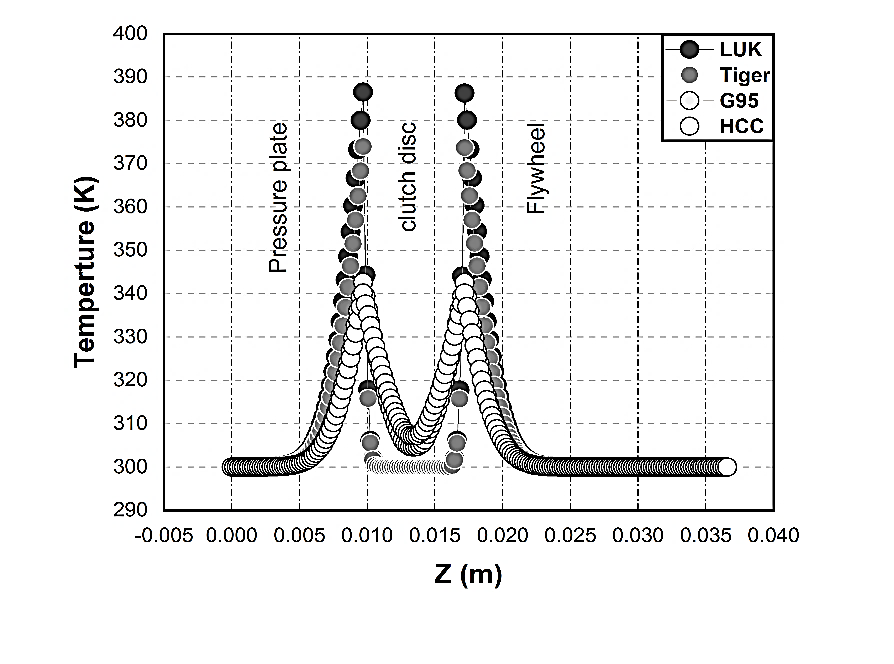 400
390
380
370
360
350
340
330
320
310
300
290
-0.005 0.000 0.005 0.010 0.015 0.020 0.025 0.030 0.035 0.040
Z (m)
Temperture (K)
Pressure plate
clutch disc
Flywheel
LUK
Tiger
G95
HCC